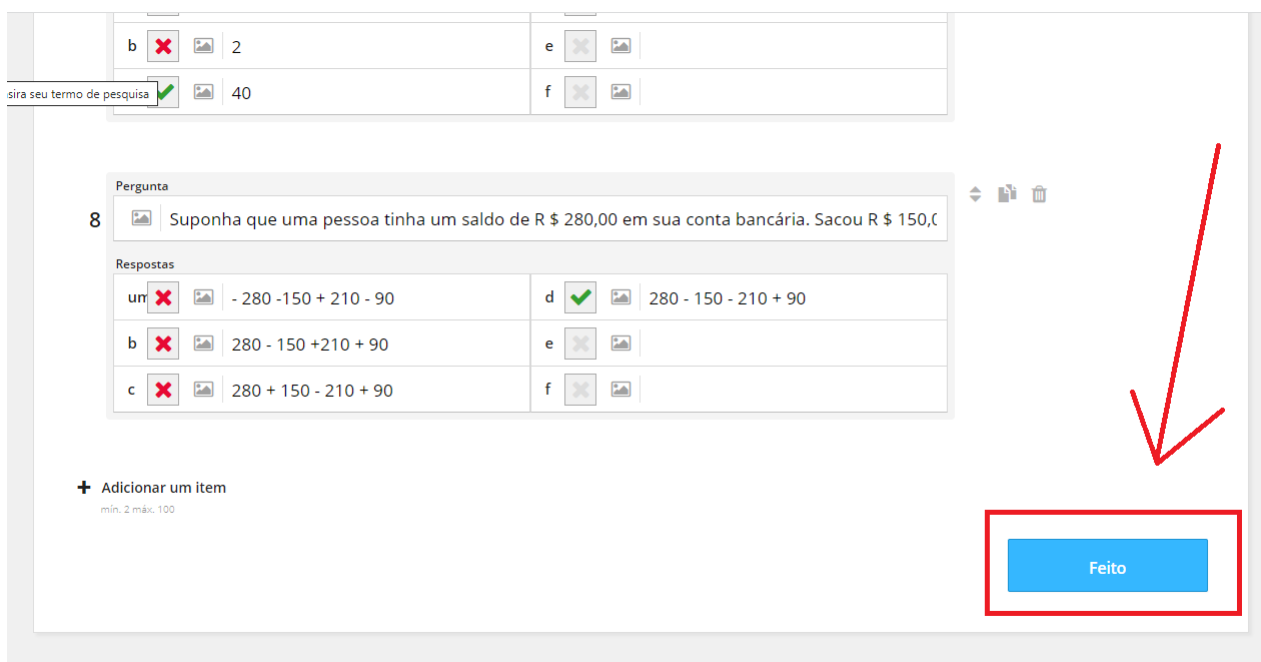 b 2 e
sira seu termo de pesquisa 40 f
Pergunta
8 Suponha que uma pessoa tinha um saldo de R $ 280,00 em sua conta bancária. Sacou R $ 150,0
Respostas
um - 280 -150 + 210 - 90 d 280 - 150 - 210 + 90
b 280 - 150 +210 + 90 e
c 280 + 150 - 210 + 90 f
+ Adicionar um item
mín. 2 máx. 100
Feito